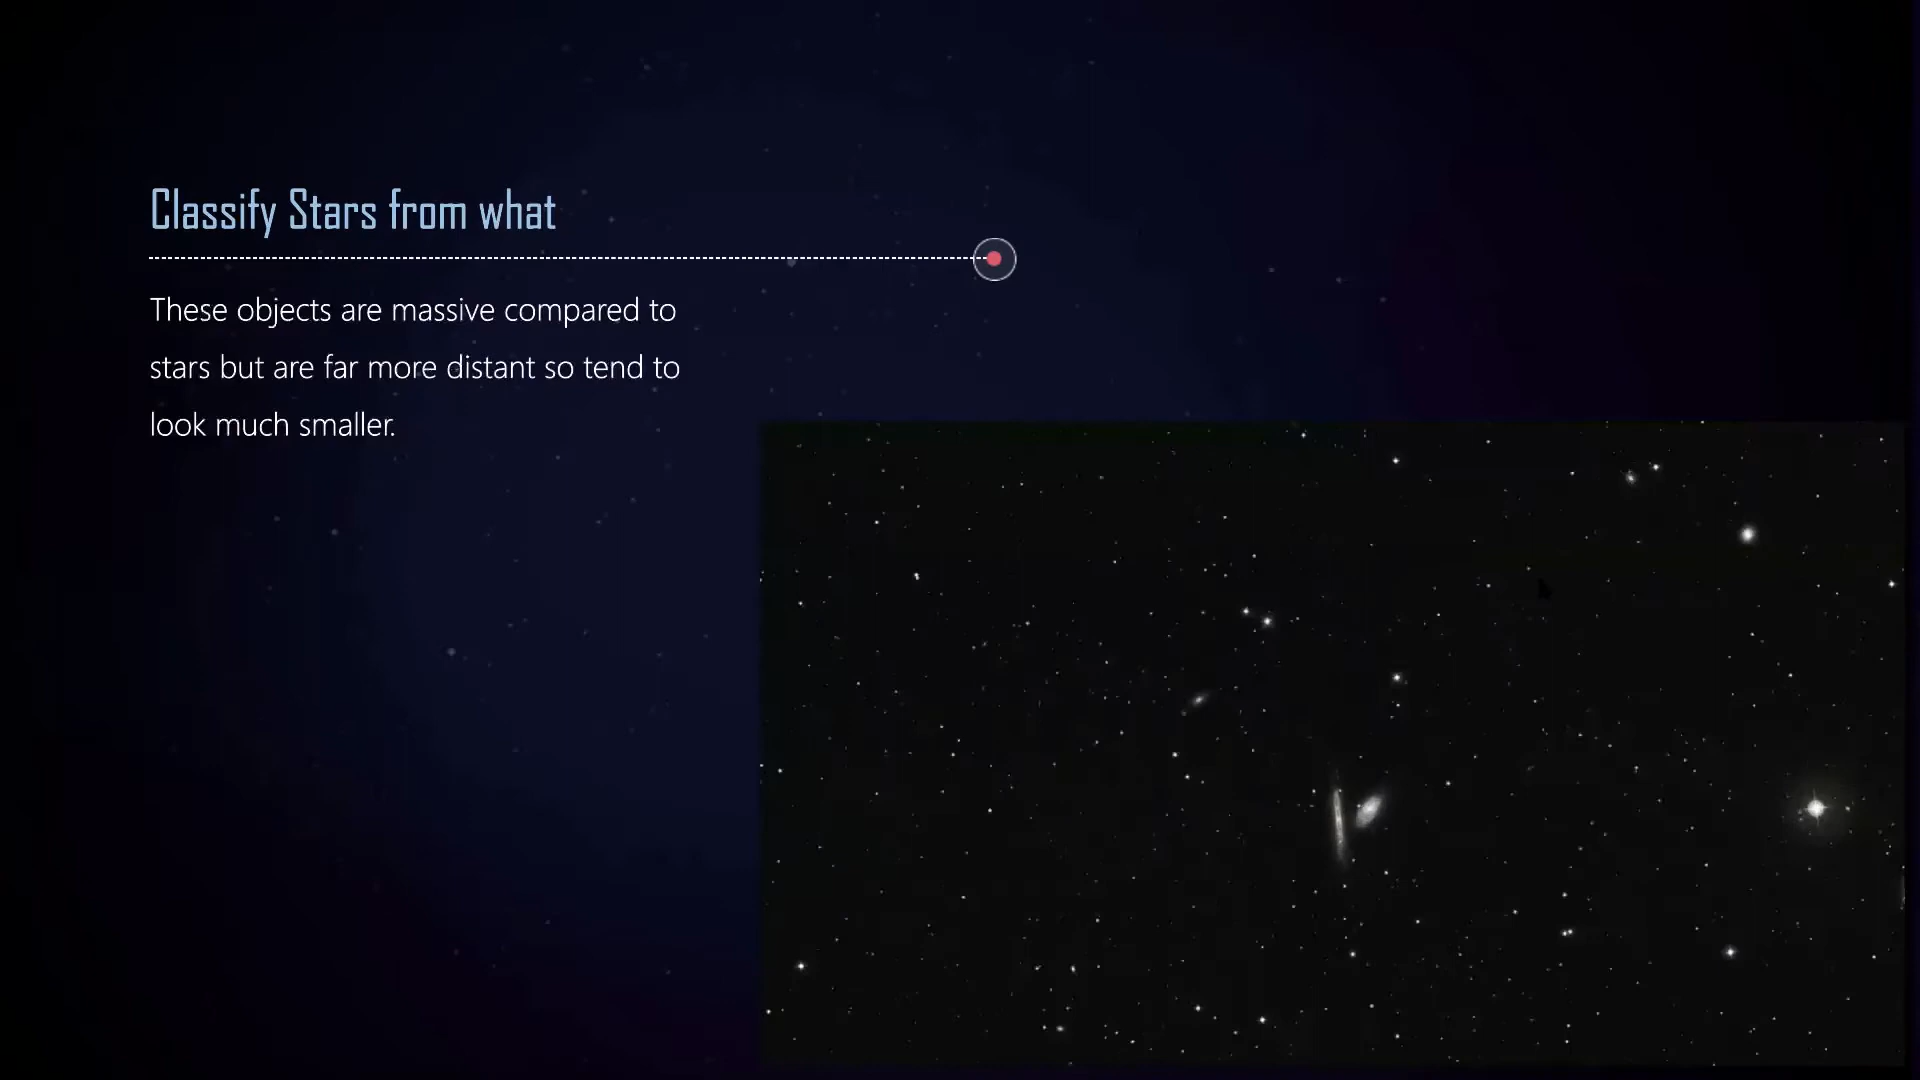 Classify Stars from what
These objects are massive compared to
stars but are far more distant so tend to
look much smaller.